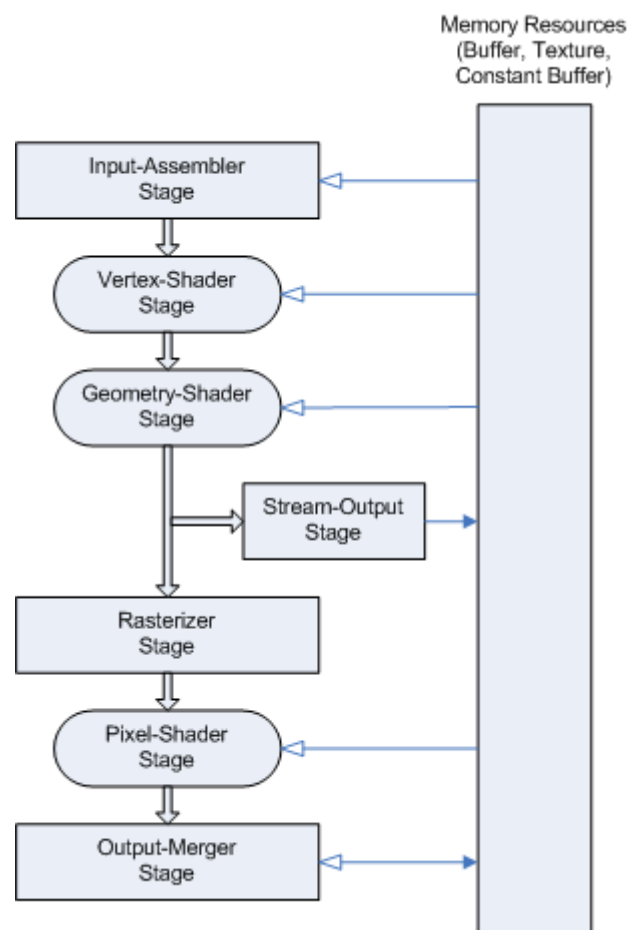 Memory Resources
(Buffer, Texture,
Constant Buffer)
Input-Assembler
Stage
Vertex-Shader
Stage
Geometry-Shader
Stage
Stream-Output
Stage
Rasterizer
Stage
Pixel-Shader
Stage
Output-Merger
Stage